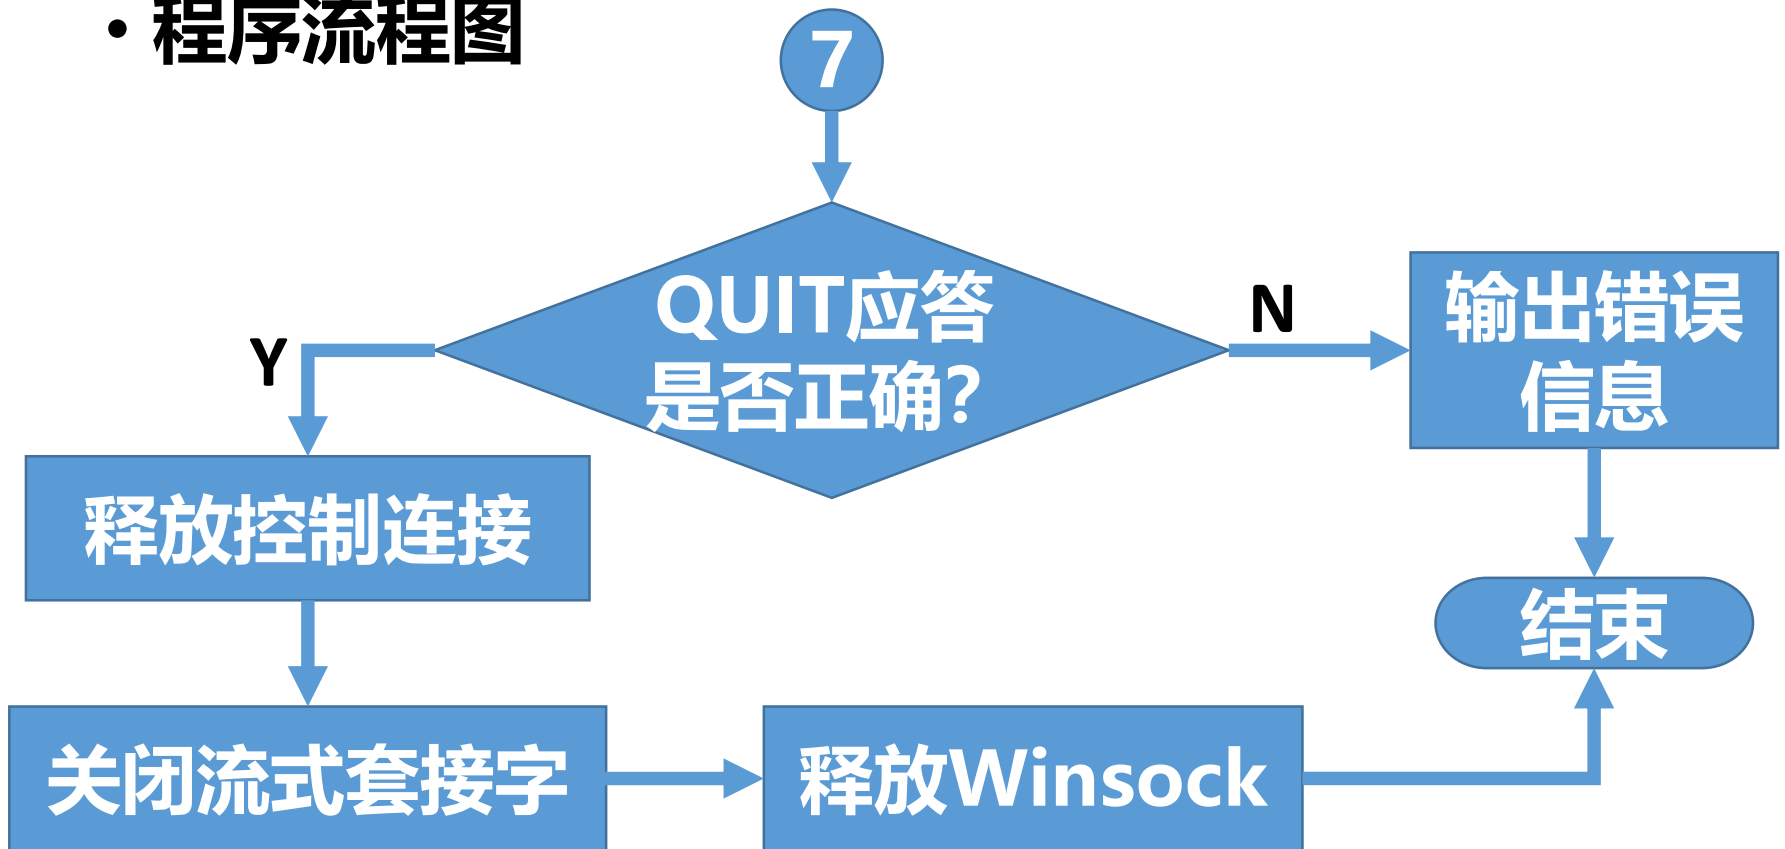 • 程序流程图
7
QUIT应答
是否正确?
N
输出错误
信息
Y
释放控制连接
结束
关闭流式套接字
释放Winsock